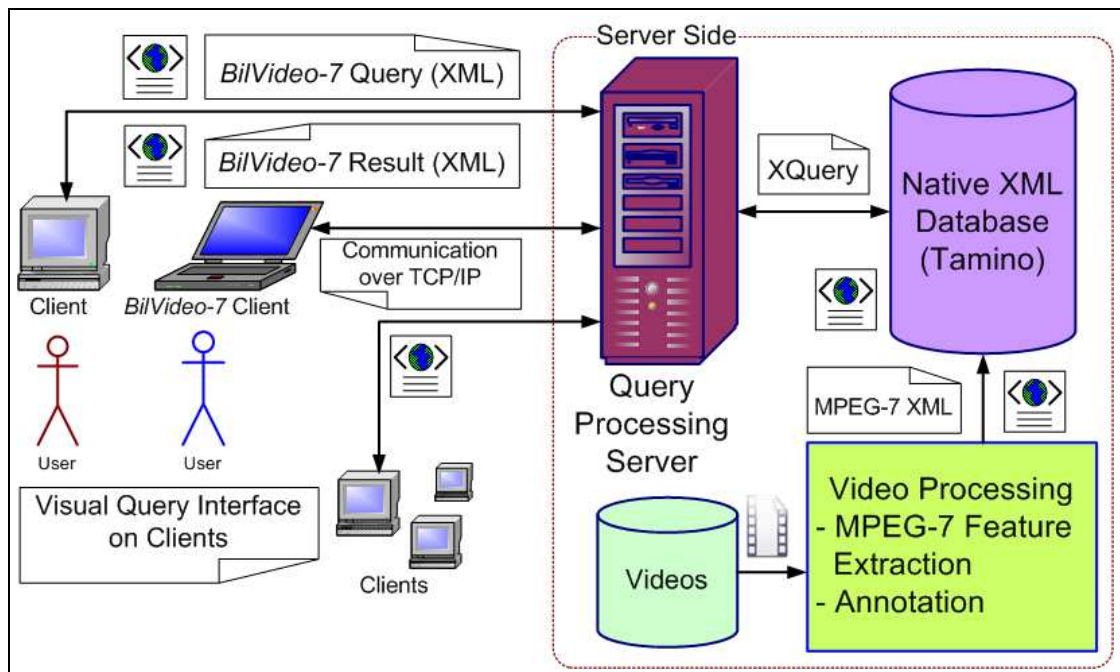 Server Side
BilVideo-7 Query (XML)
BilVideo-7 Result (XML)
XQuery
Native XML
Database
(Tamino)
Communication
over TCP/IP
Client
BilVideo-7 Client
Query
Processing
Server
MPEG-7 XML
User
User
Visual Query Interface
on Clients
Clients
Videos
Video Processing
- MPEG-7 Feature
Extraction
- Annotation